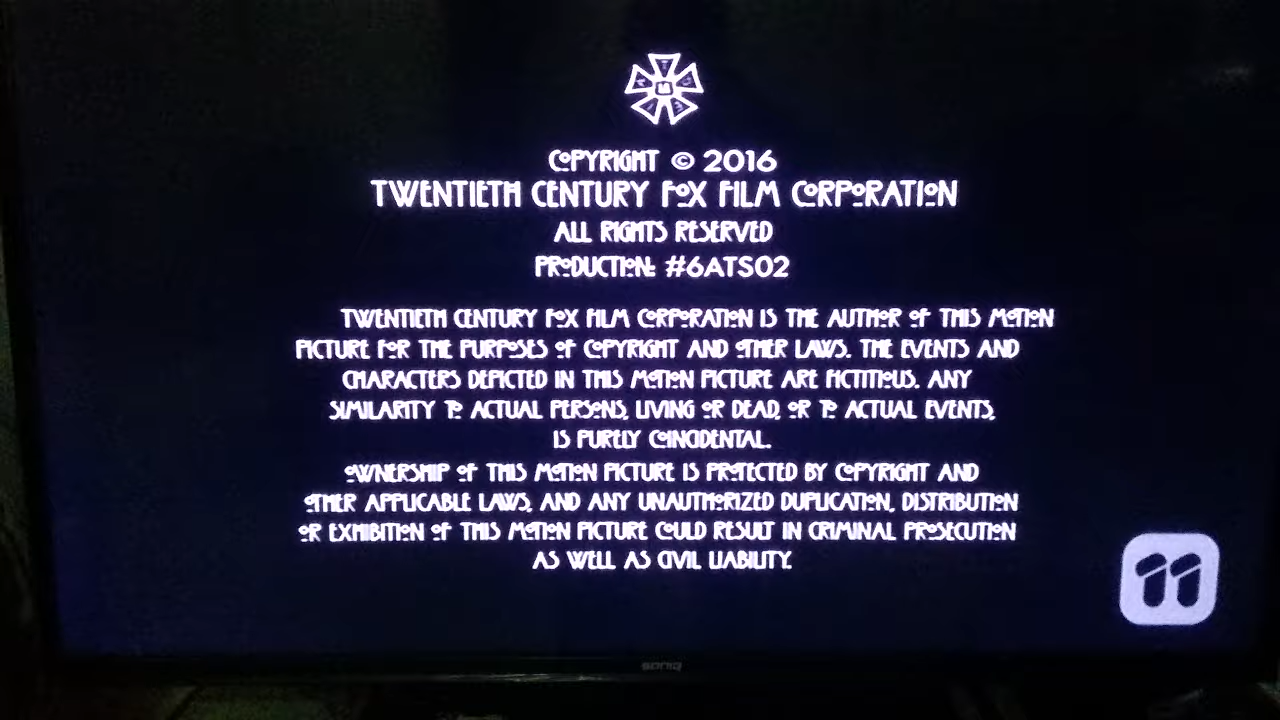 COPYRIGHT © 2016
TWENTIETH CENTURY FOX FILM CORPORATION
ALL RIGHTS RESERVED
PRODUCTION: #6ATS02
TWENTIETH CENTURY FOX FILM CORPORATION IS THE AUTHOR OF THIS MOTION
PICTURE FOR THE PURPOSES OF COPYRIGHT AND OTHER LAWS. THE EVENTS AND
CHARACTERS DEPICTED IN THIS MOTION PICTURE ARE FICTITIOUS. ANY
SIMILARITY TO ACTUAL PERSONS, LIVING OR DEAD, OR TO ACTUAL EVENTS,
IS PURELY COINCIDENTAL.
OWNERSHIP OF THIS MOTION PICTURE IS PROTECTED BY COPYRIGHT AND
OTHER APPLICABLE LAWS, AND ANY UNAUTHORIZED DUPLICATION, DISTRIBUTION
OR EXHIBITION OF THIS MOTION PICTURE COULD RESULT IN CRIMINAL PROSECUTION
AS WELL AS CIVIL LIABILITY.
11
SONIQ